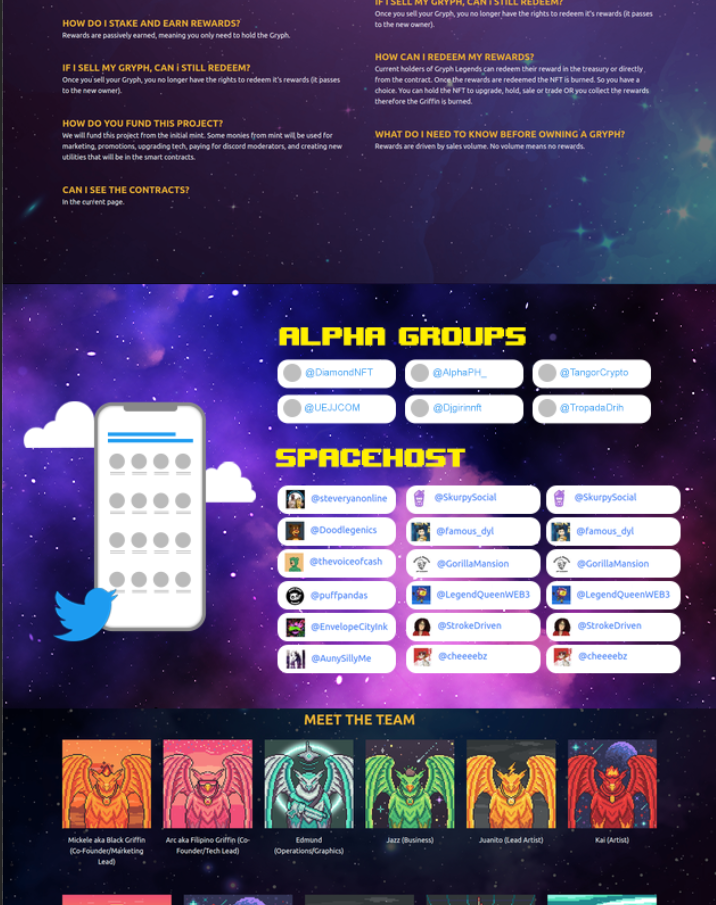 HOW DO I STAKE AND EARN REWARDS?
Rewards are passively earned, meaning you only need to hold the Gryph.
IF I SELL MY GRYPH, CAN i STILL REDEEM?
Once you sell your Gryph, you no longer have the rights to redeem it's rewards (it passes
to the new owner).
HOW DO YOU FUND THIS PROJECT?
We will fund this project from the initial mint. Some monies from mint will be used for
marketing, promotions, upgrading tech, paying for discord moderators, and creating new
utilities that will be in the smart contracts.
CAN I SEE THE CONTRACTS?
In the current page.
IF I SELL MY GRYPH, CAN I STILL REDEEM?
Once you sell your Gryph, you no longer have the rights to redeem it's rewards (it passes
to the new owner).
HOW CAN I REDEEM MY REWARDS?
Current holders of Gryph Legends can redeem their reward in the treasury or directly
from the contract. Once the rewards are redeemed the NFT is burned. So you have a
choice. You can hold the NFT to upgrade, hold, sale or trade OR you collect the rewards
therefore the Griffin is burned.
WHAT DO I NEED TO KNOW BEFORE OWNING A GRYPH?
Rewards are driven by sales volume. No volume means no rewards.
ALPHA GROUPS
@DiamondNFT
@AlphaPH_
@TangorCrypto
@UEJJCOM
@Djgirinnft
@TropadaDrih
SPACEHOST
@steveryanonline
@SkurpySocial
@SkurpySocial
@Doodlegenics
@famous_dyl
@famous_dyl
@thevoiceofcash
@GorillaMansion
@GorillaMansion
@puffpandas
@LegendQueenWEB3
@LegendQueenWEB3
@EnvelopeCityInk
@StrokeDriven
@StrokeDriven
@AunySillyMe
@cheeeebz
@cheeeebz
MEET THE TEAM
Mickele aka Black Griffin
(Co-Founder/Marketing
Lead)
Arc aka Filipino Griffin (Co-
Founder/Tech Lead)
Edmund
(Operations/Graphics)
Jazz (Business)
Juanito (Lead Artist)
Kai (Artist)